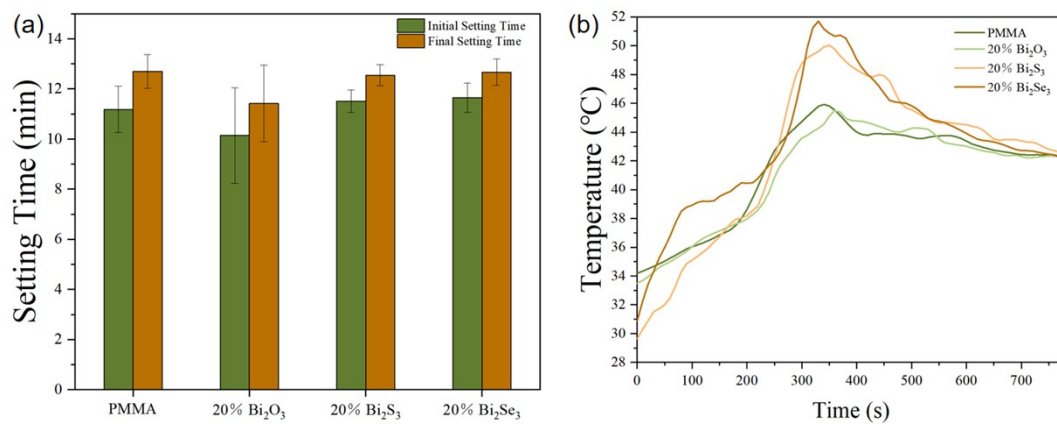 (a)
Setting Time (min)
14
12
10
8
6
4
2
0
Initial Setting Time
Final Setting Time
PMMA
20% Bi₂O₃
20% Bi₂S₃
20% Bi₂Se₃
(b)
Temperature (℃)
52
50
48
46
44
42
40
38
36
34
32
30
28
PMMA
20% Bi₂O₃
20% Bi₂S₃
20% Bi₂Se₃
0
100
200
300
400
500
600
700
Time (s)